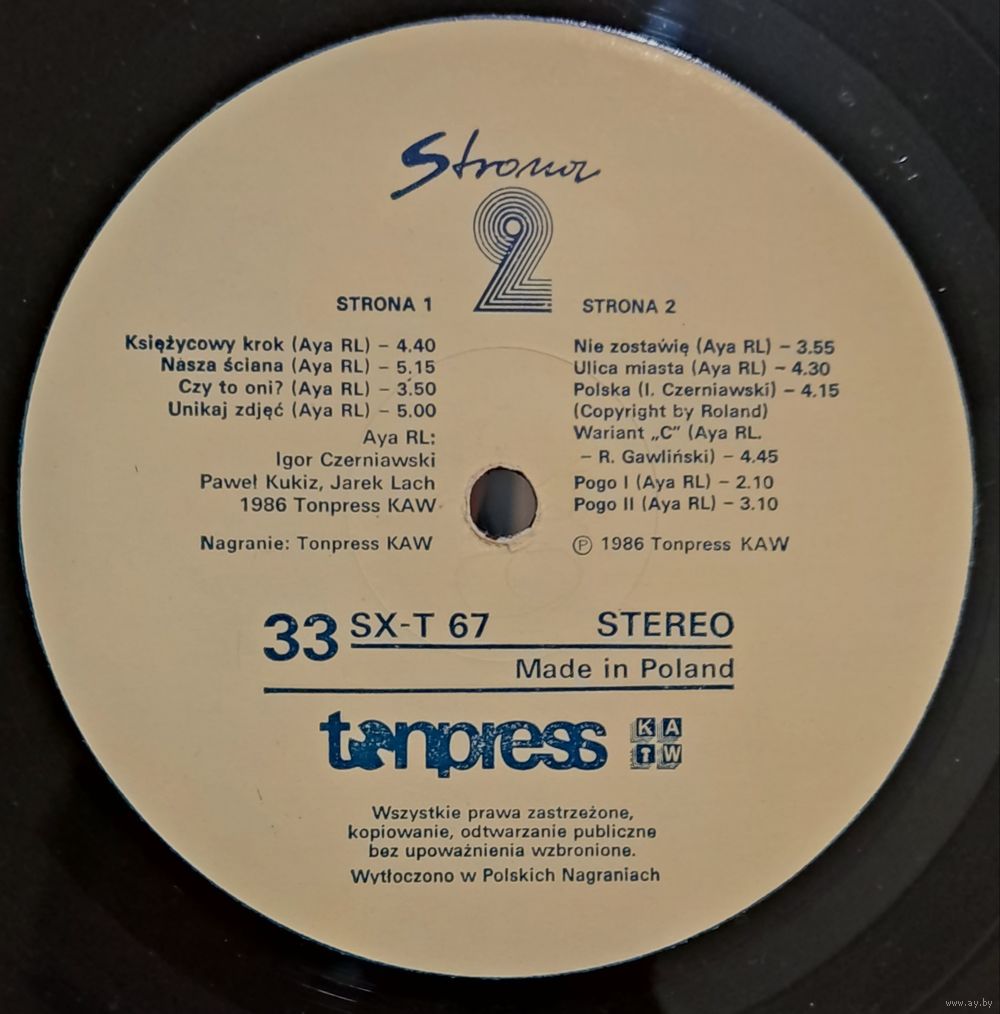 Strona
2
STRONA 1
Księżycowy krok (Aya RL) – 4.40
Nasza ściana (Aya RL) – 5.15
Czy to oni? (Aya RL) – 3.50
Unikaj zdjęć (Aya RL) – 5.00
Aya RL:
Igor Czerniawski
Paweł Kukiz, Jarek Lach
1986 Tonpress KAW
Nagranie: Tonpress KAW
STRONA 2
Nie zostawię (Aya RL) – 3.55
Ulica miasta (Aya RL) – 4.30
Polska (I. Czerniawski) – 4.15
(Copyright by Roland)
Wariant „C” (Aya RL.
– R. Gawliński) – 4.45
Pogo I (Aya RL) – 2.10
Pogo II (Aya RL) – 3.10
Ⓟ 1986 Tonpress KAW
33 SX-T 67 STEREO
Made in Poland
tonpress KATW
Wszystkie prawa zastrzeżone,
kopiowanie, odtwarzanie publiczne
bez upoważnienia wzbronione.
Wytłoczono w Polskich Nagraniach
www.ay.by